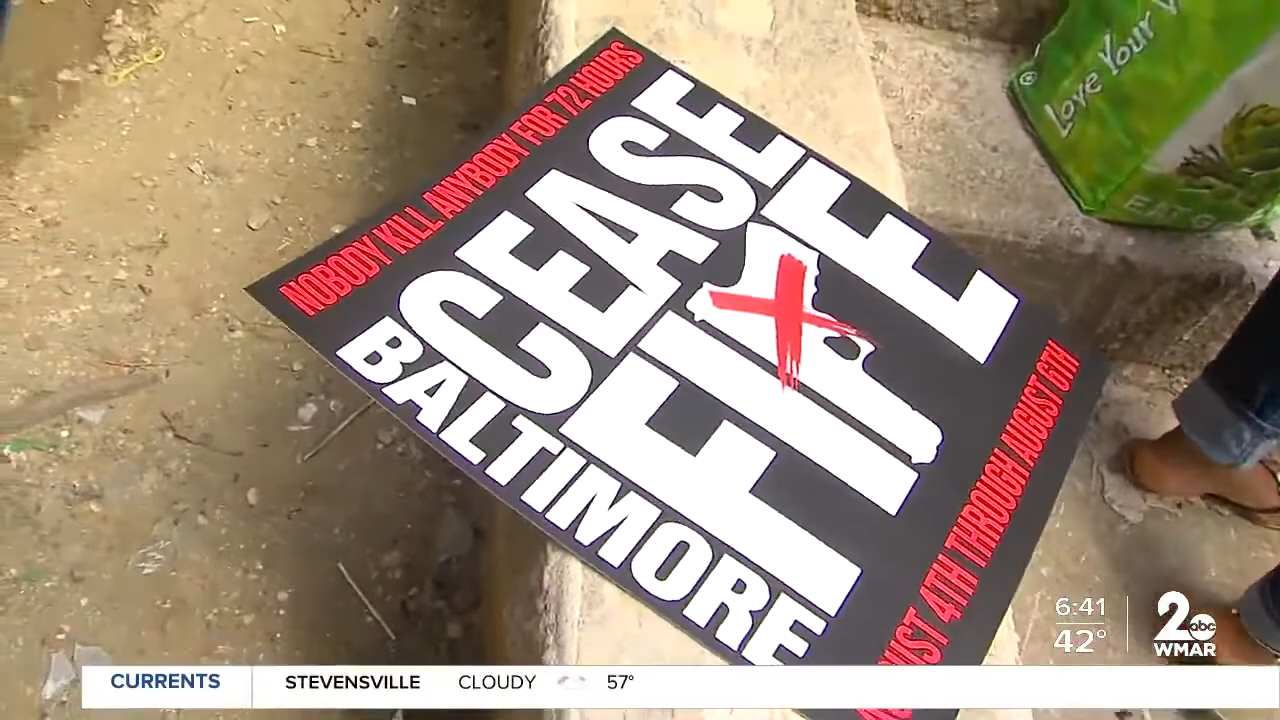 NOBODY KILL ANYBODY FOR 72 HOURS
BALTIMORE
CEASE
FIRE
AUGUST 4TH THROUGH AUGUST 6TH
Love Your
6:41
42°
2 abc
WMAR
CURRENTS STEVENSVILLE CLOUDY 57°